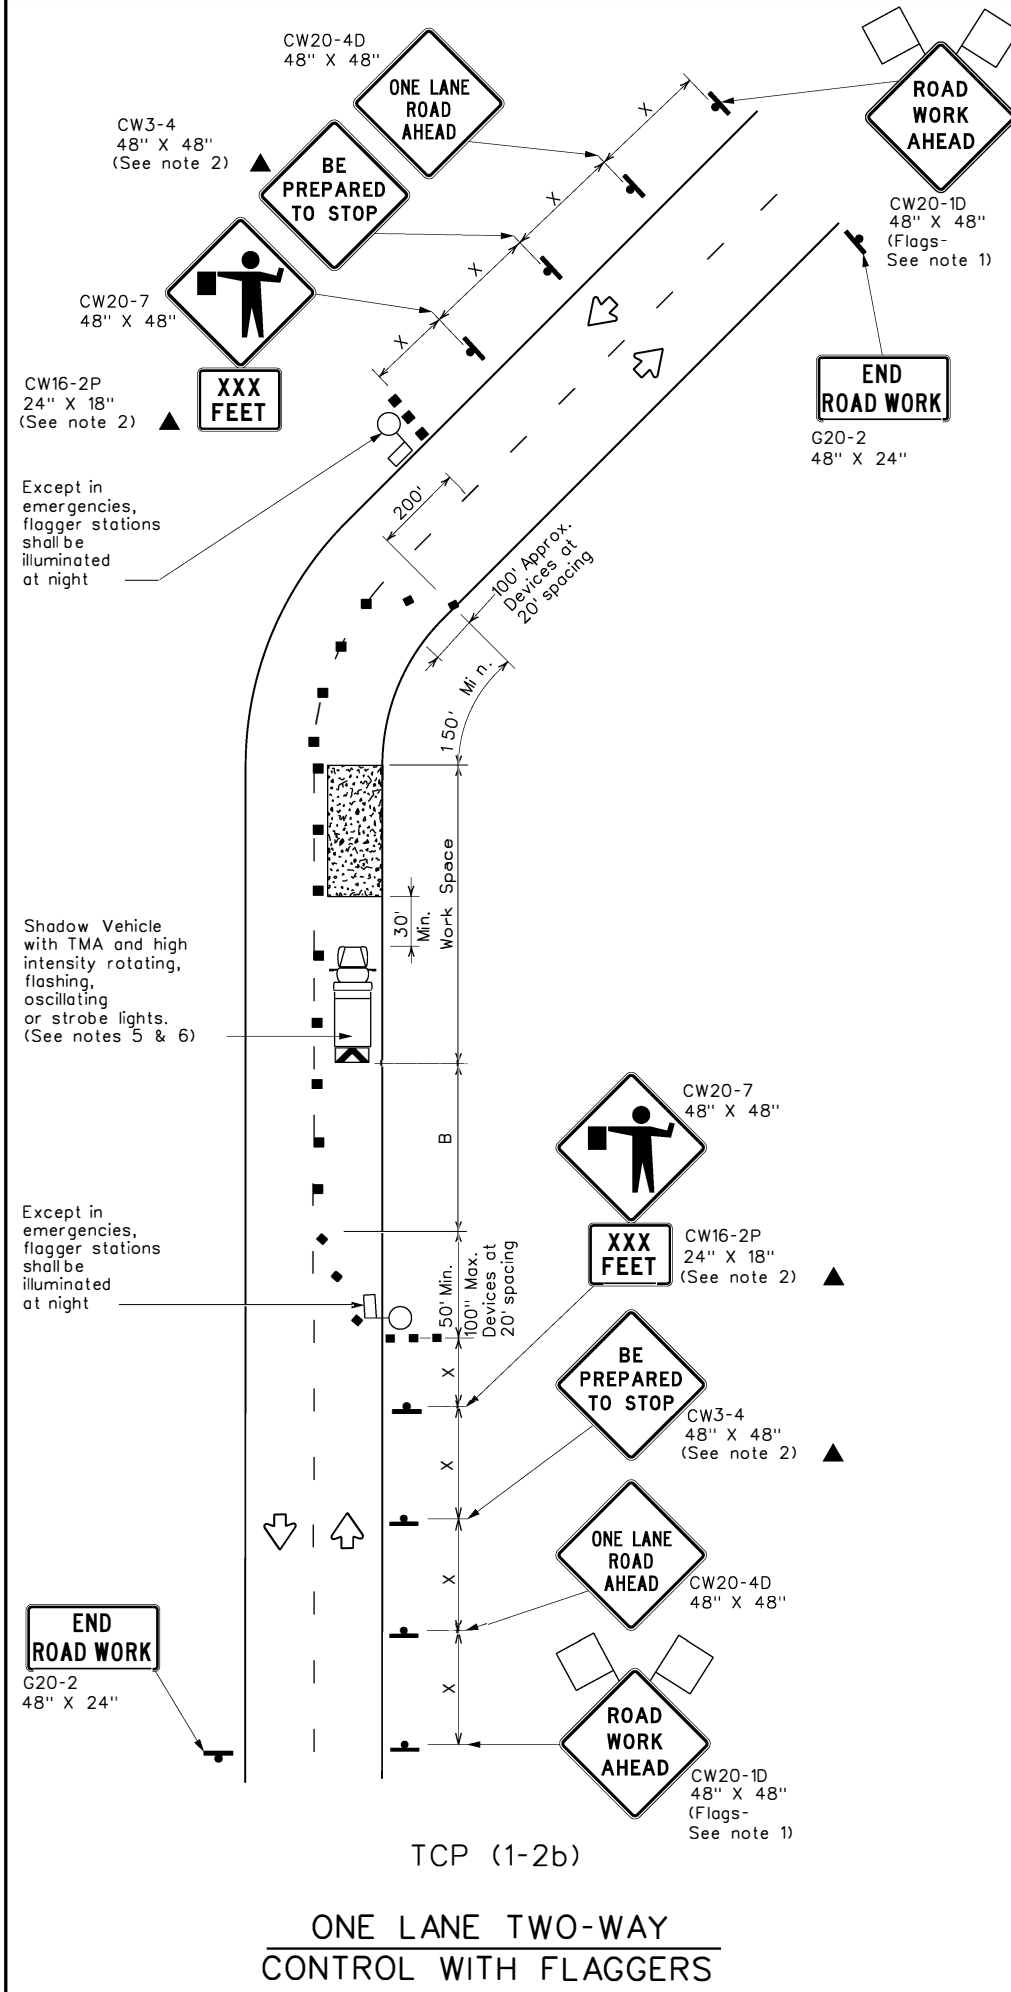 CW20-4D
48" X 48"
ONE LANE
ROAD
AHEAD
X
ROAD
WORK
AHEAD
CW20-1D
48" X 48"
(Flags-
See note 1)
CW3-4
48" X 48"
(See note 2)
BE
PREPARED
TO STOP
X
X
CW20-7
48" X 48"
X
CW16-2P
24" X 18"
(See note 2)
XXX
FEET
END
ROAD WORK
G20-2
48" X 24"
Except in
emergencies,
flagger stations
shall be
illuminated
at night
200'
100' Approx.
Devices at
20' spacing
150' Min.
Work Space
30'
Min.
Shadow Vehicle
with TMA and high
intensity rotating,
flashing,
oscillating
or strobe lights.
(See notes 5 & 6)
B
CW20-7
48" X 48"
XXX
FEET
CW16-2P
24" X 18"
(See note 2)
Except in
emergencies,
flagger stations
shall be
illuminated
at night
50' Min.
100" Max.
Devices at
20' spacing
X
BE
PREPARED
TO STOP
CW3-4
48" X 48"
(See note 2)
X
ONE LANE
ROAD
AHEAD
CW20-4D
48" X 48"
X
END
ROAD WORK
G20-2
48" X 24"
X
ROAD
WORK
AHEAD
CW20-1D
48" X 48"
(Flags-
See note 1)
TCP (1-2b)
ONE LANE TWO-WAY
CONTROL WITH FLAGGERS